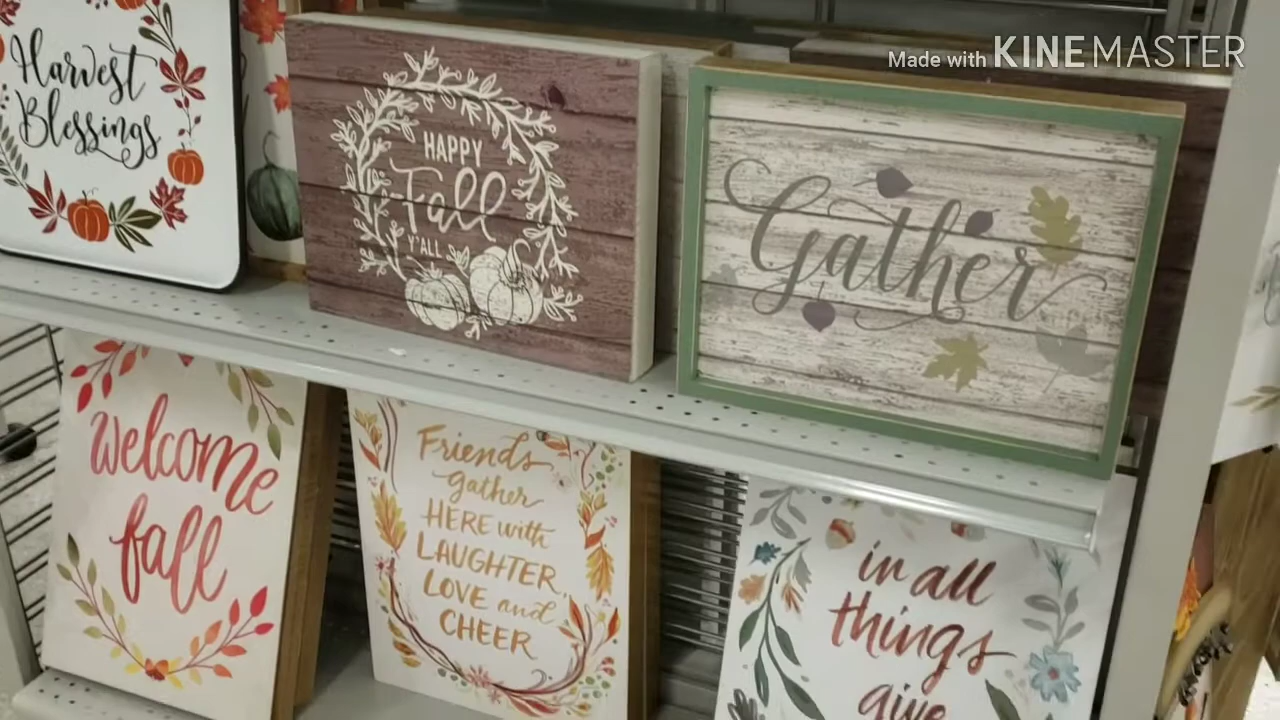 Made with KINEMASTER
Harvest
Blessings
HAPPY
Fall
Y'ALL
Gather
welcome
fall
Friends
gather
HERE with
LAUGHTER,
LOVE and
CHEER
in all
things
give